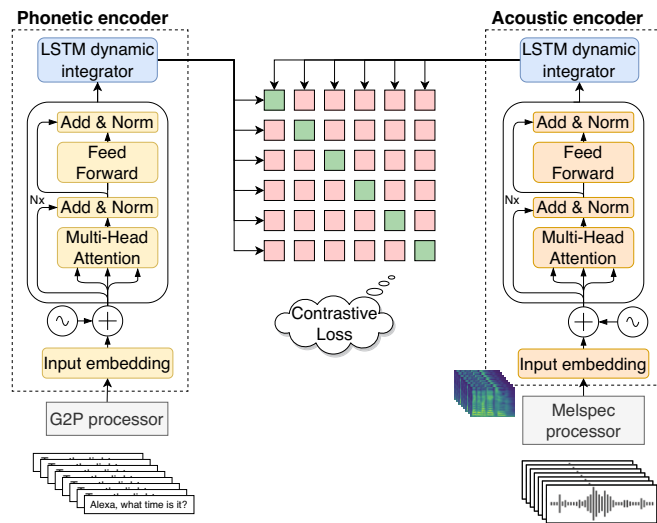 Phonetic encoder
LSTM dynamic
integrator
Add & Norm
Feed
Forward
Nx
Add & Norm
Multi-Head
Attention
Input embedding
G2P processor
Alexa, what time is it?
Contrastive
Loss
Acoustic encoder
LSTM dynamic
integrator
Add & Norm
Feed
Forward
Nx
Add & Norm
Multi-Head
Attention
Input embedding
Melspec
processor